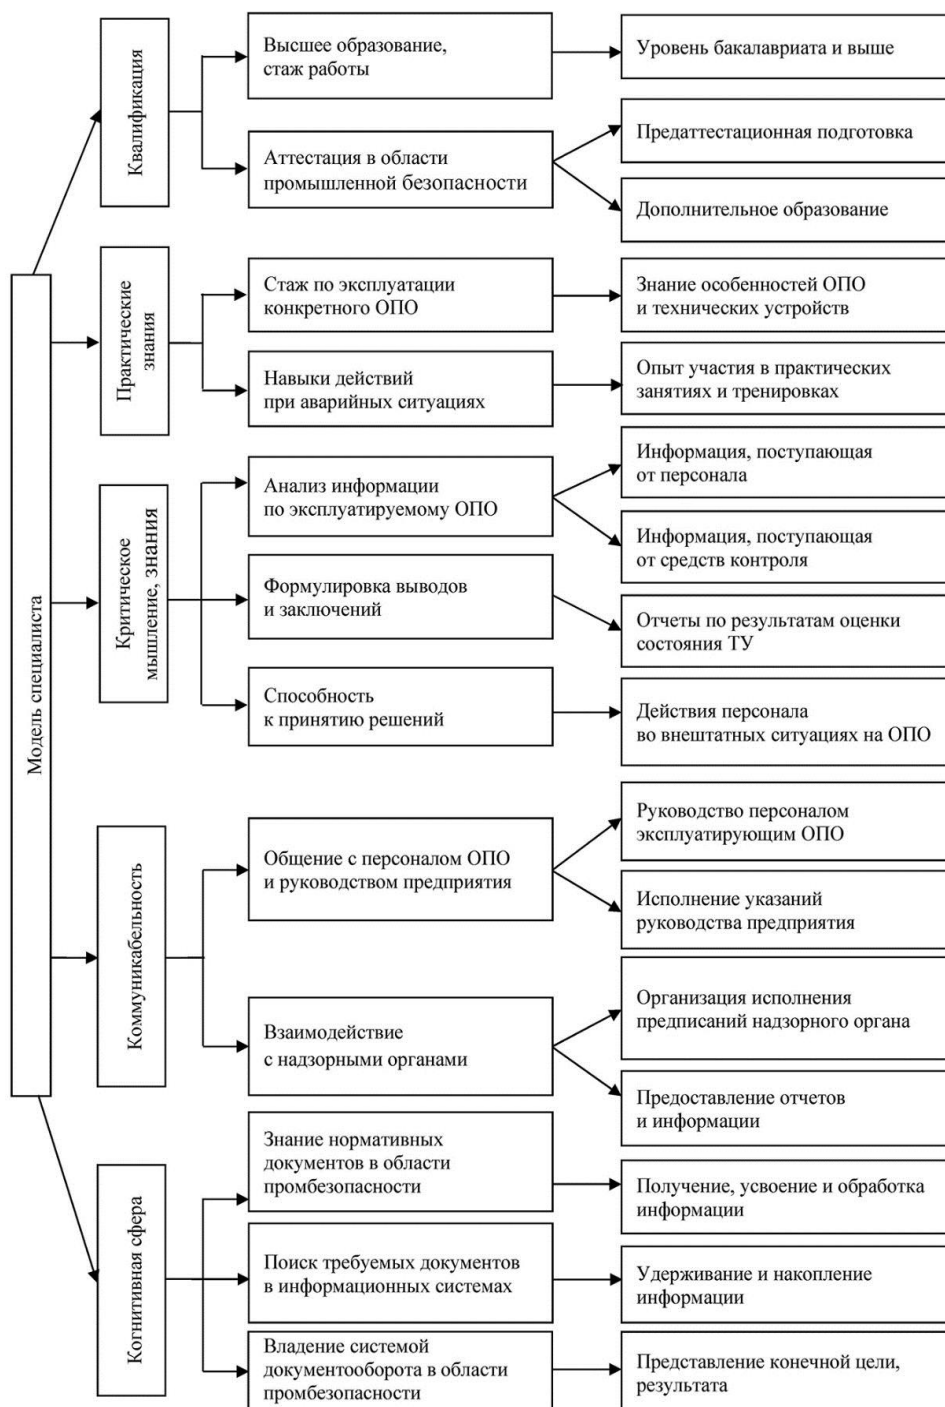 Модель специалиста
Квалификация
Высшее образование,
стаж работы
Уровень бакалавриата и выше
Аттестация в области
промышленной безопасности
Предаттестационная подготовка
Дополнительное образование
Практические
знания
Стаж по эксплуатации
конкретного ОПО
Знание особенностей ОПО
и технических устройств
Навыки действий
при аварийных ситуациях
Опыт участия в практических
занятиях и тренировках
Критическое
мышление, знания
Анализ информации
по эксплуатируемому ОПО
Информация, поступающая
от персонала
Информация, поступающая
от средств контроля
Формулировка выводов
и заключений
Отчеты по результатам оценки
состояния ТУ
Способность
к принятию решений
Действия персонала
во внештатных ситуациях на ОПО
Коммуникабельность
Общение с персоналом ОПО
и руководством предприятия
Руководство персоналом
эксплуатирующим ОПО
Исполнение указаний
руководства предприятия
Взаимодействие
с надзорными органами
Организация исполнения
предписаний надзорного органа
Предоставление отчетов
и информации
Когнитивная сфера
Знание нормативных
документов в области
промбезопасности
Получение, усвоение и обработка
информации
Поиск требуемых документов
в информационных системах
Удерживание и накопление
информации
Владение системой
документооборота в области
промбезопасности
Представление конечной цели,
результата